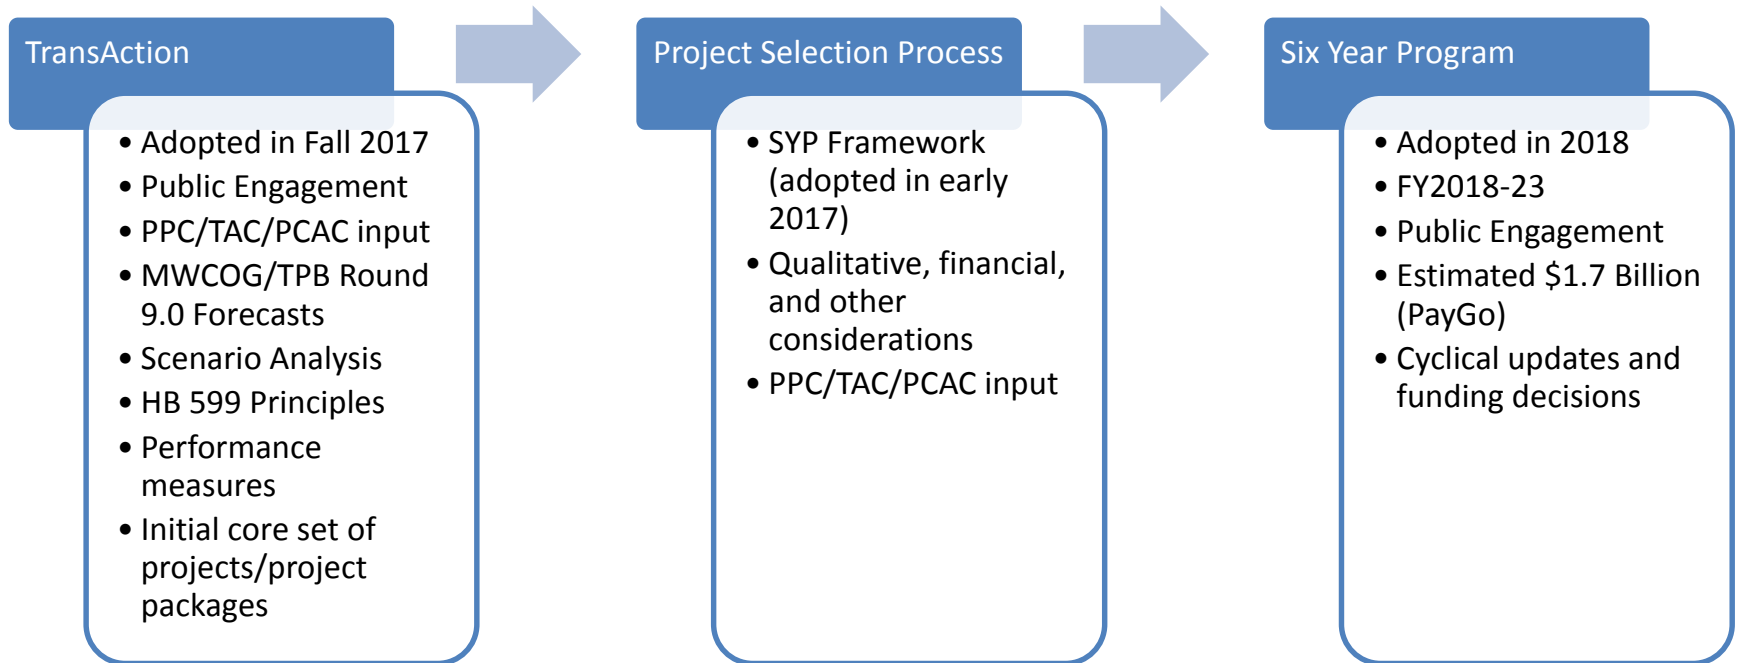 TransAction
• Adopted in Fall 2017
• Public Engagement
• PPC/TAC/PCAC input
• MWCOG/TPB Round
9.0 Forecasts
• Scenario Analysis
• HB 599 Principles
• Performance
measures
• Initial core set of
projects/project
packages
Project Selection Process
• SYP Framework
(adopted in early
2017)
• Qualitative, financial,
and other
considerations
• PPC/TAC/PCAC input
Six Year Program
• Adopted in 2018
• FY2018-23
• Public Engagement
• Estimated $1.7 Billion
(PayGo)
• Cyclical updates and
funding decisions